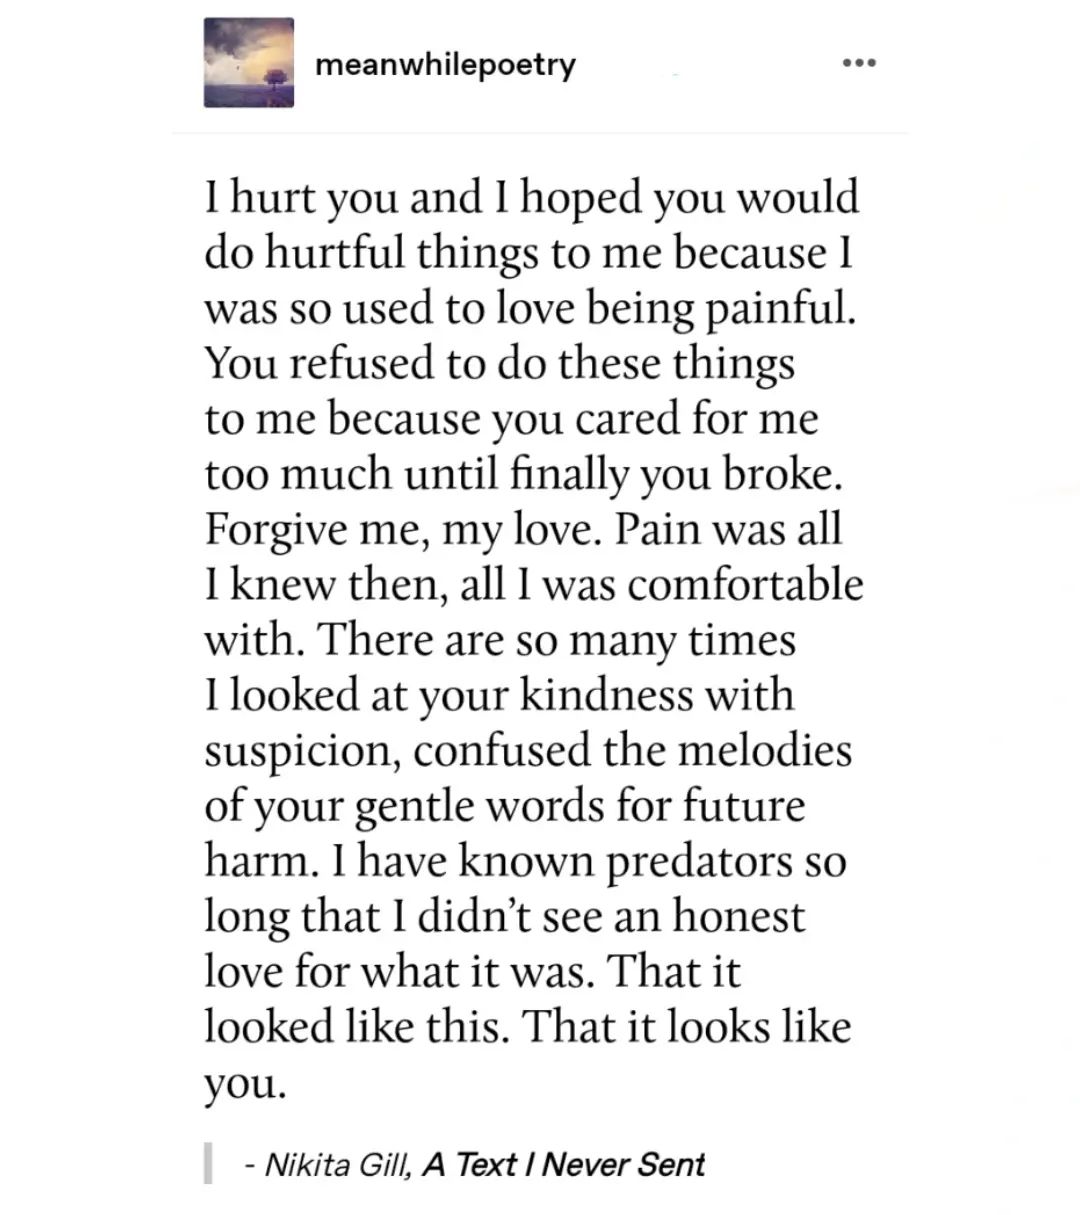 meanwhilepoetry
I hurt you and I hoped you would
do hurtful things to me because I
was so used to love being painful.
You refused to do these things
to me because you cared for me
too much until finally you broke.
Forgive me, my love. Pain was all
I knew then, all I was comfortable
with. There are so many times
I looked at your kindness with
suspicion, confused the melodies
of your gentle words for future
harm. I have known predators so
long that I didn’t see an honest
love for what it was. That it
looked like this. That it looks like
you.
- Nikita Gill, A Text I Never Sent